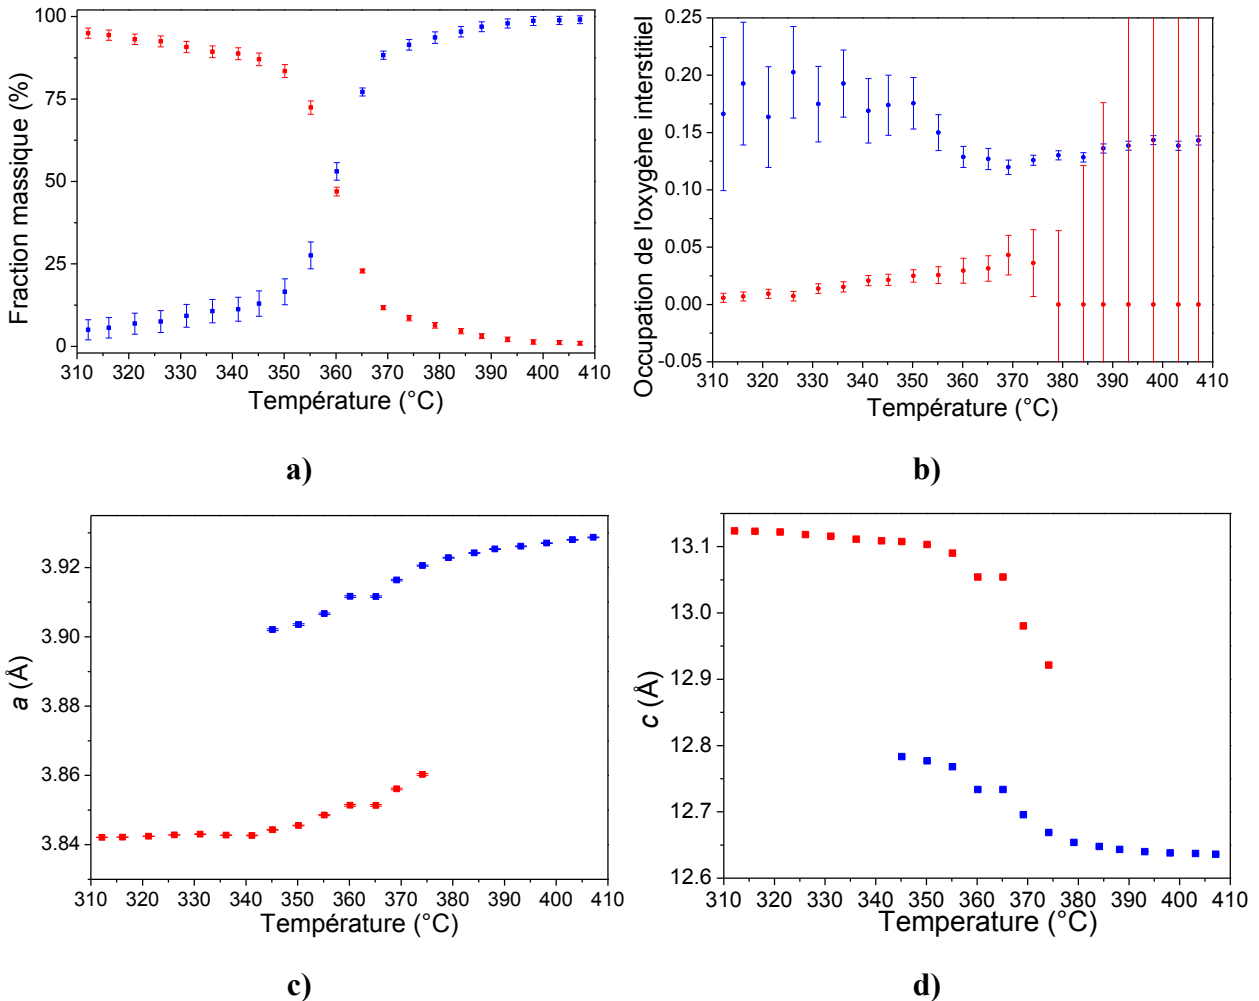 100
75
50
25
0
310 320 330 340 350 360 370 380 390 400 410
Fraction massique (%)
Température (°C)
a)
0.25
0.20
0.15
0.10
0.05
0.00
-0.05
310 320 330 340 350 360 370 380 390 400 410
Occupation de l'oxygène interstitiel
Température (°C)
b)
3.92
3.90
3.88
3.86
3.84
310 320 330 340 350 360 370 380 390 400 410
a (Å)
Température (°C)
c)
13.1
13.0
12.9
12.8
12.7
12.6
310 320 330 340 350 360 370 380 390 400 410
c (Å)
Temperature (°C)
d)